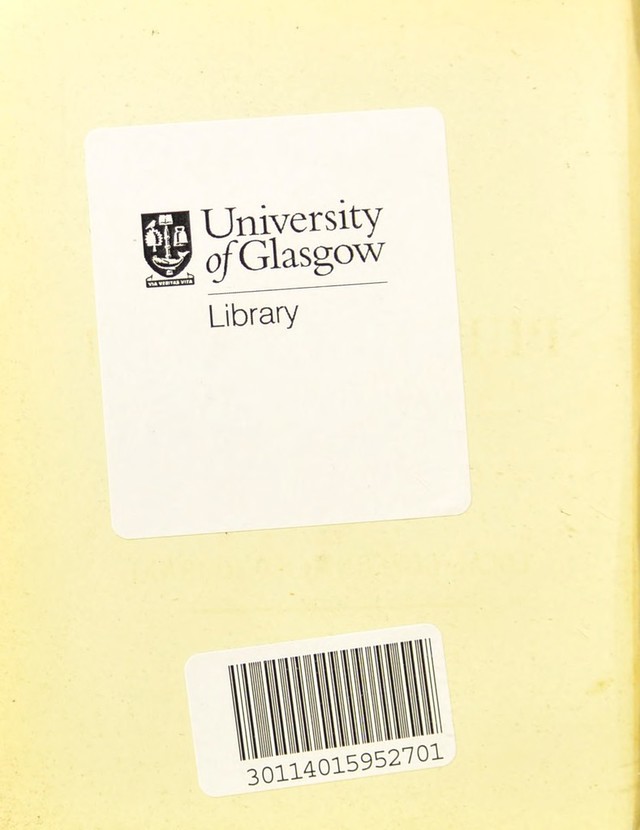 University
of Glasgow
VIA VERITAS VITA
Library
30114015952701